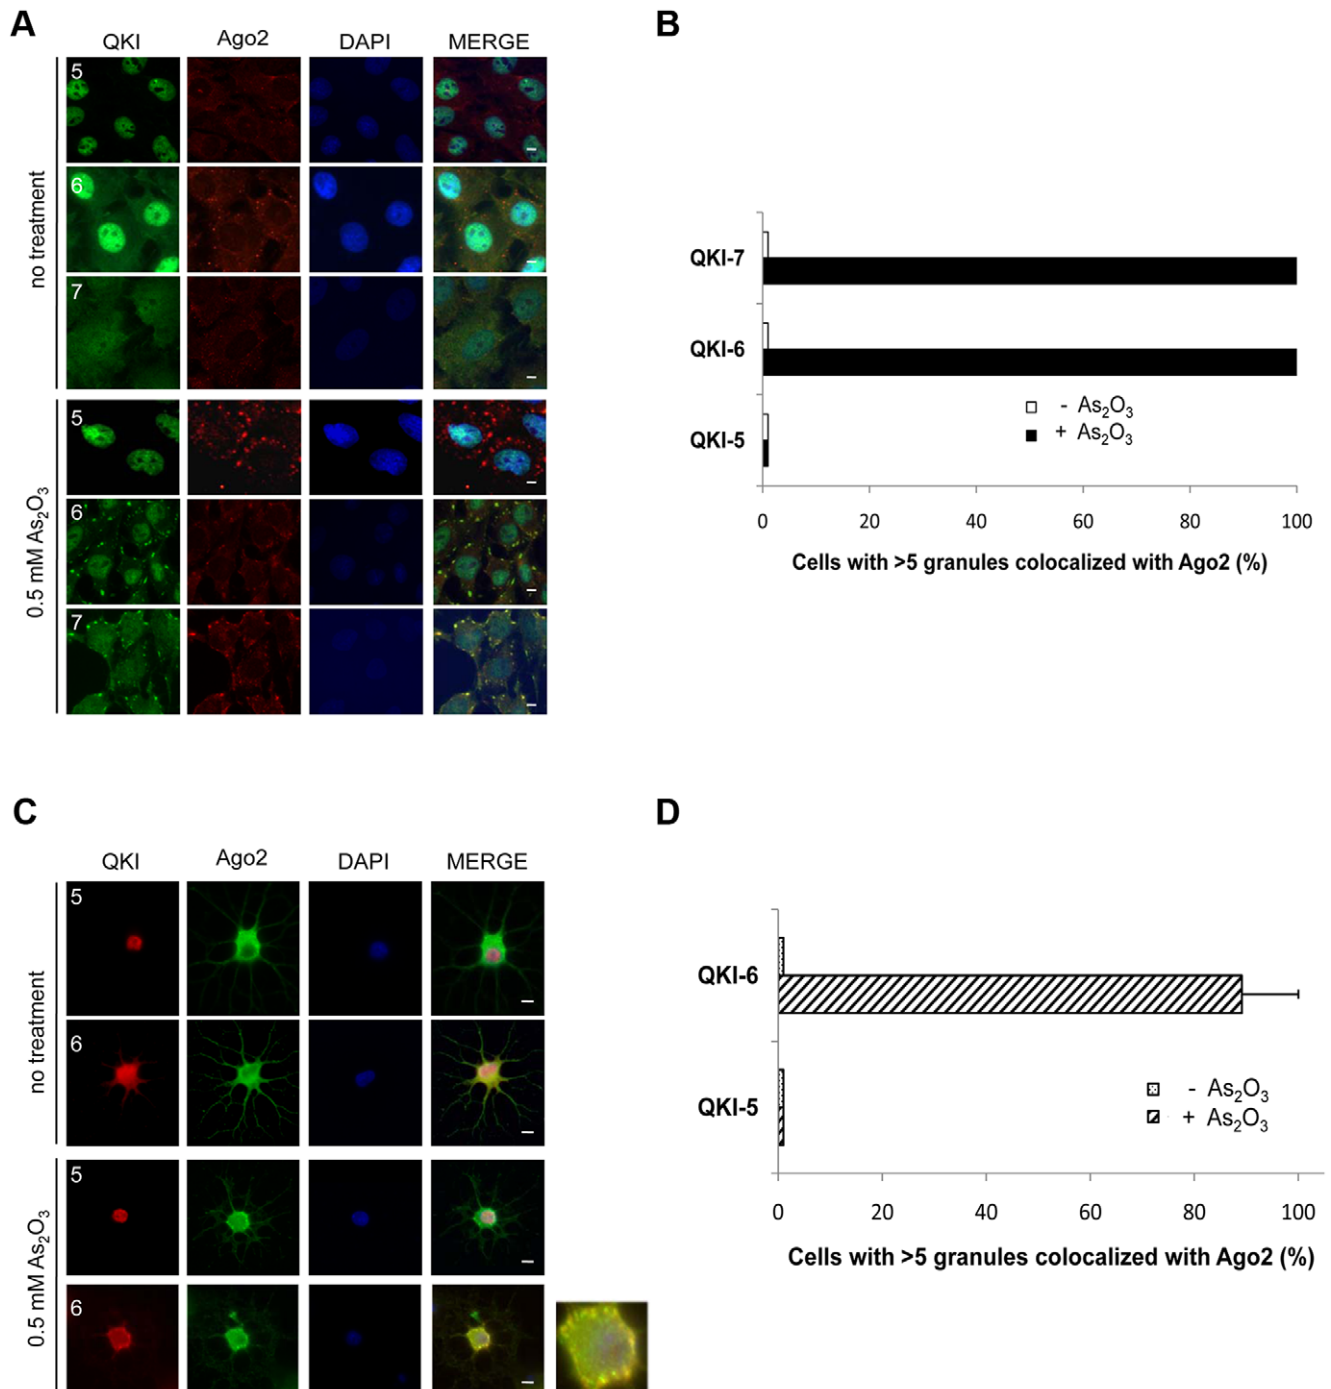 A
QKI Ago2 DAPI MERGE
no treatment
5
6
7
0.5 mM As₂O₃
5
6
7
B
QKI-7
QKI-6
QKI-5
- As₂O₃
+ As₂O₃
0 20 40 60 80 100
Cells with >5 granules colocalized with Ago2 (%)
C
QKI Ago2 DAPI MERGE
no treatment
5
6
0.5 mM As₂O₃
5
6
D
QKI-6
QKI-5
- As₂O₃
+ As₂O₃
0 20 40 60 80 100
Cells with >5 granules colocalized with Ago2 (%)